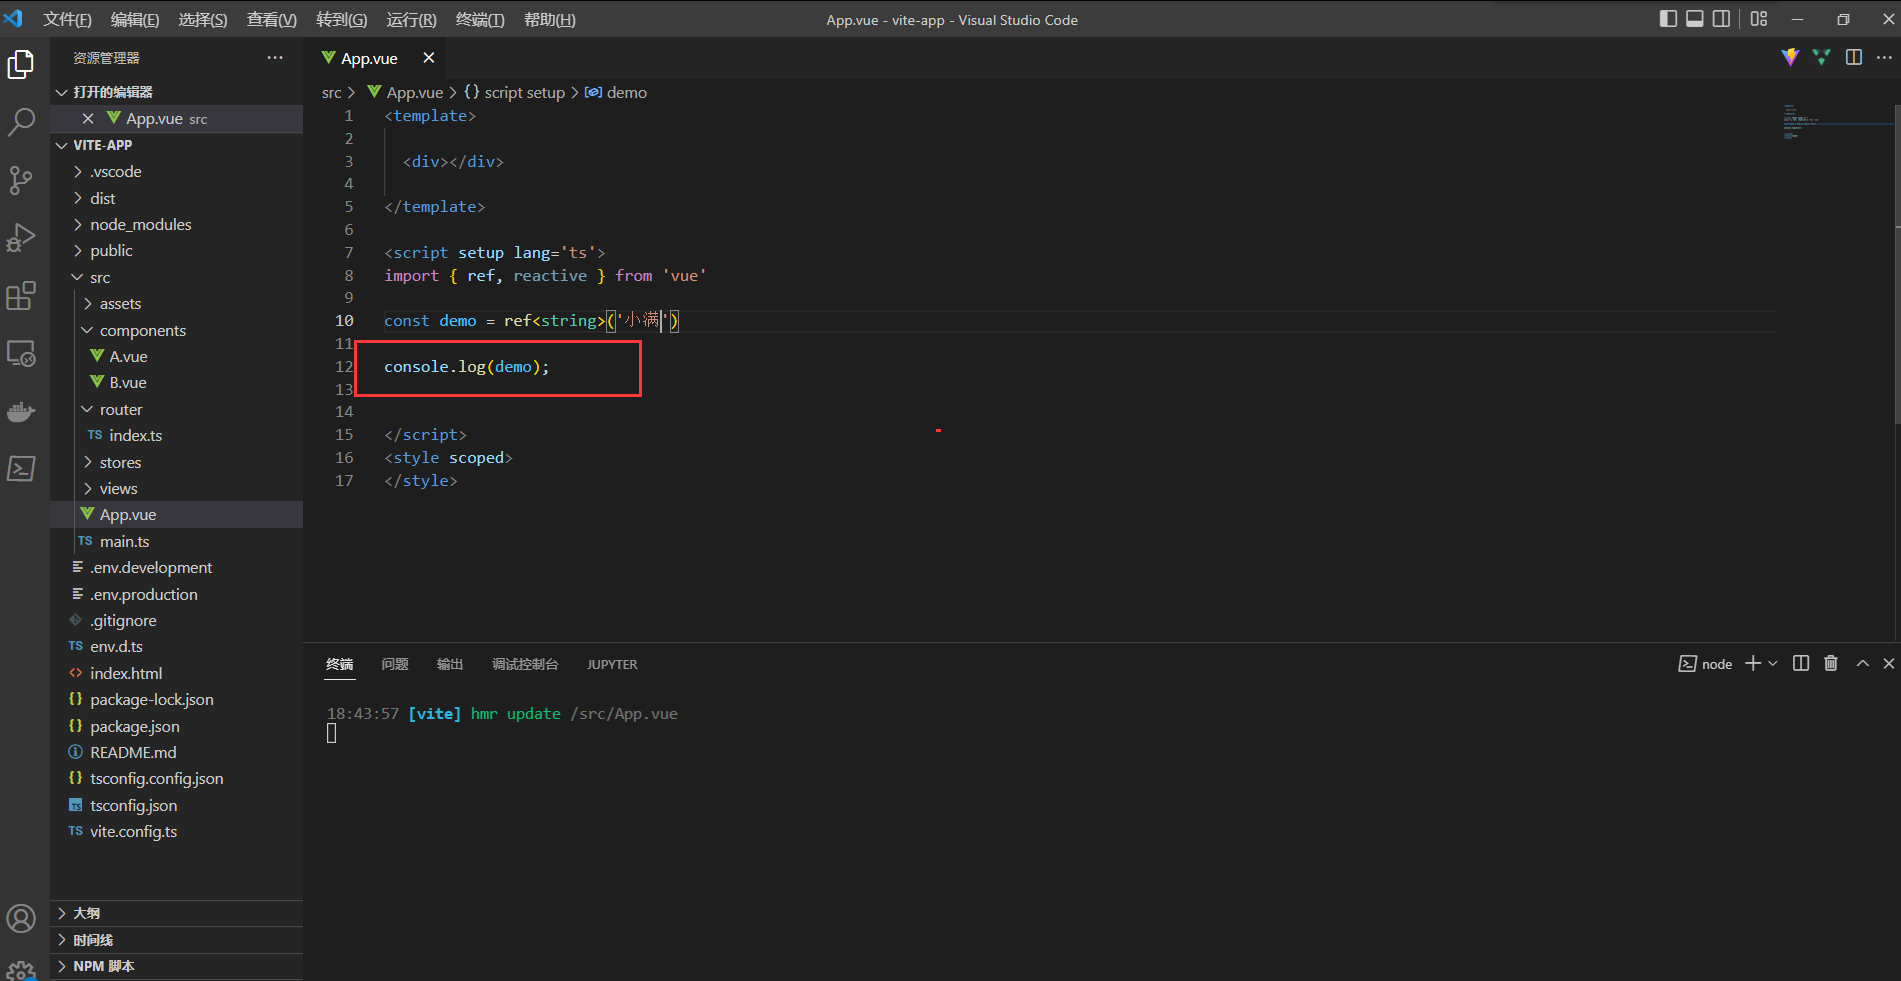 文件(F) 编辑(E) 选择(S) 查看(V) 转到(G) 运行(R) 终端(T) 帮助(H) App.vue - vite-app - Visual Studio Code
资源管理器
打开的编辑器
App.vue src
VITE-APP
.vscode
dist
node_modules
public
src
assets
components
A.vue
B.vue
router
TS index.ts
stores
views
App.vue
TS main.ts
.env.development
.env.production
.gitignore
TS env.d.ts
index.html
package-lock.json
package.json
README.md
tsconfig.config.json
TS tsconfig.json
TS vite.config.ts
大纲
时间线
NPM 脚本
App.vue
src > App.vue > {} script setup > demo
1 <template>
2
3 <div></div>
4
5 </template>
6
7 <script setup lang='ts'>
8 import { ref, reactive } from 'vue'
9
10 const demo = ref<string>('小满')
11
12 console.log(demo);
13
14
15 </script>
16 <style scoped>
17 </style>
终端 问题 输出 调试控制台 JUPYTER node
18:43:57 [vite] hmr update /src/App.vue